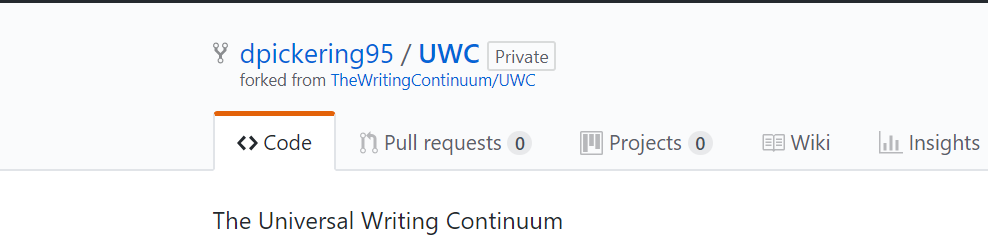 dpickering95 / UWC Private
forked from TheWritingContinuum/UWC
<> Code Pull requests 0 Projects 0 Wiki Insights
The Universal Writing Continuum